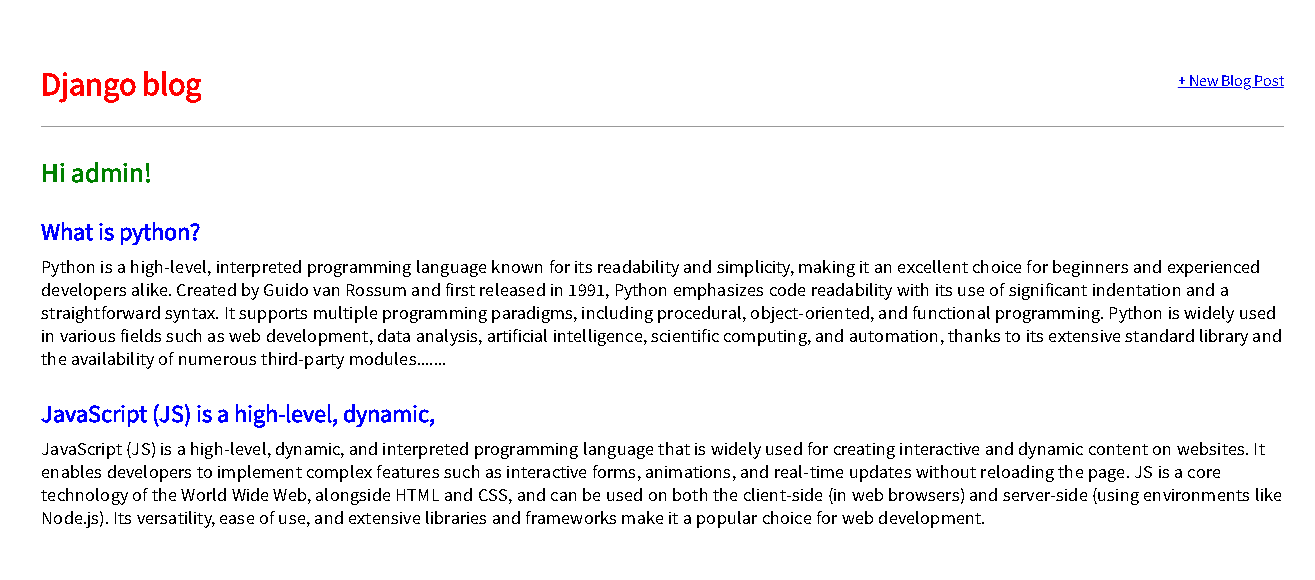 Django blog
+ New Blog Post
Hi admin!
What is python?
Python is a high-level, interpreted programming language known for its readability and simplicity, making it an excellent choice for beginners and experienced
developers alike. Created by Guido van Rossum and first released in 1991, Python emphasizes code readability with its use of significant indentation and a
straightforward syntax. It supports multiple programming paradigms, including procedural, object-oriented, and functional programming. Python is widely used
in various fields such as web development, data analysis, artificial intelligence, scientific computing, and automation, thanks to its extensive standard library and
the availability of numerous third-party modules.......
JavaScript (JS) is a high-level, dynamic,
JavaScript (JS) is a high-level, dynamic, and interpreted programming language that is widely used for creating interactive and dynamic content on websites. It
enables developers to implement complex features such as interactive forms, animations, and real-time updates without reloading the page. JS is a core
technology of the World Wide Web, alongside HTML and CSS, and can be used on both the client-side (in web browsers) and server-side (using environments like
Node.js). Its versatility, ease of use, and extensive libraries and frameworks make it a popular choice for web development.